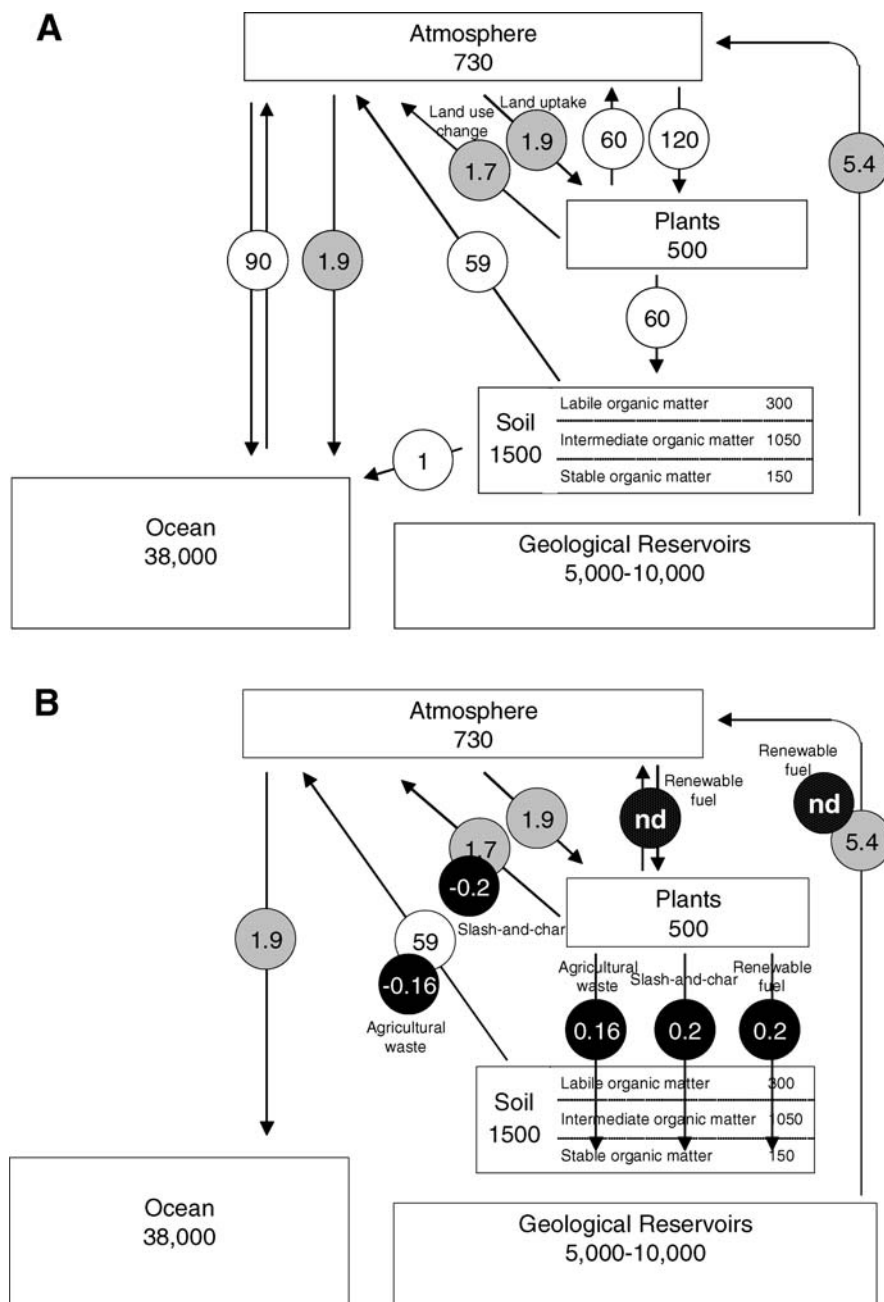 A
Atmosphere
730
Land use
change
Land uptake
1.7
1.9
60
120
5.4
Plants
500
90
1.9
59
60
Soil
1500
Labile organic matter 300
Intermediate organic matter 1050
Stable organic matter 150
1
Ocean
38,000
Geological Reservoirs
5,000-10,000
B
Atmosphere
730
Renewable
fuel
nd
5.4
Renewable
fuel
nd
1.9
1.7
-0.2
Slash-and-char
Plants
500
1.9
59
-0.16
Agricultural
waste
Agricultural
waste
Slash-and-char
Renewable
fuel
0.16
0.2
0.2
Soil
1500
Labile organic matter 300
Intermediate organic matter 1050
Stable organic matter 150
Ocean
38,000
Geological Reservoirs
5,000-10,000